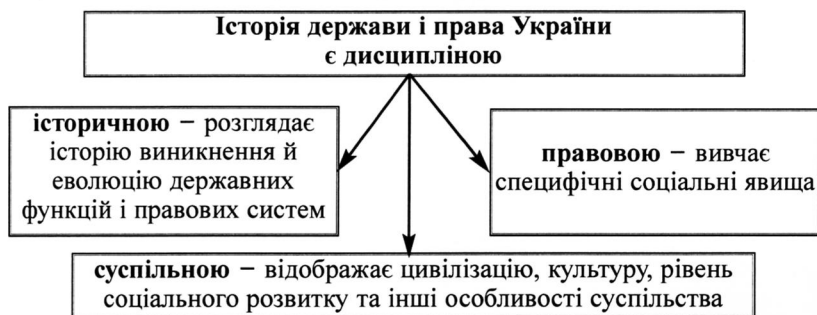 Історія держави і права України
є дисципліною
історичною − розглядає
історію виникнення й
еволюцію державних
функцій і правових систем
правовою − вивчає
специфічні соціальні явища
суспільною − відображає цивілізацію, культуру, рівень
соціального розвитку та інші особливості суспільства